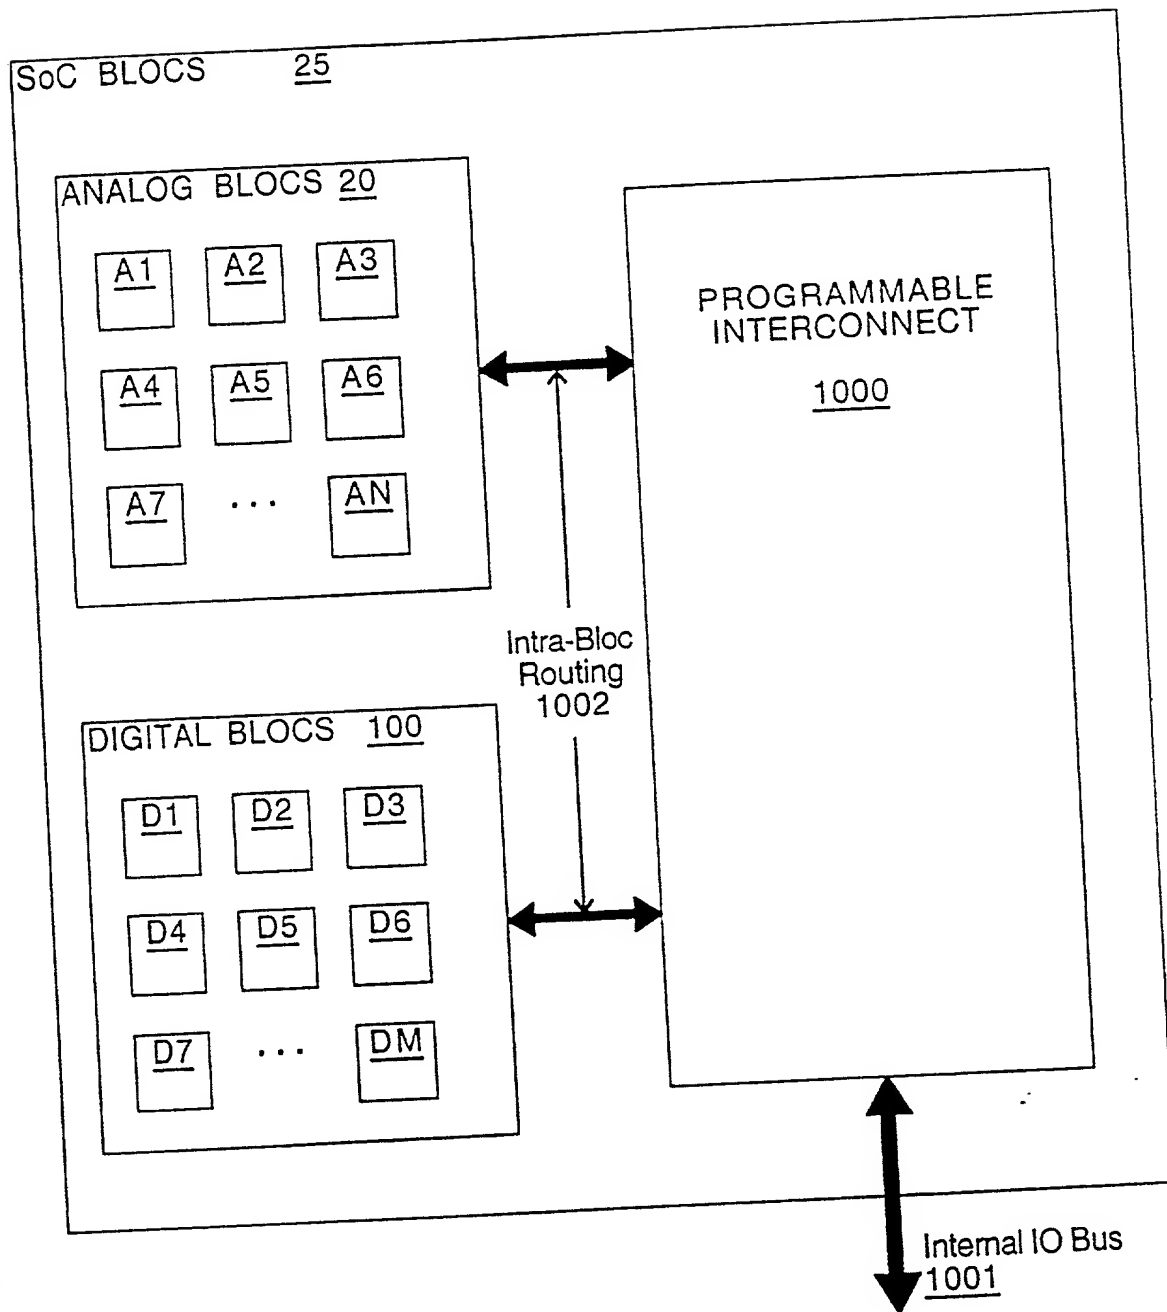 SoC BLOCS 25
ANALOG BLOCS 20
A1 A2 A3
A4 A5 A6
A7 ... AN
PROGRAMMABLE
INTERCONNECT
1000
Intra-Bloc
Routing
1002
DIGITAL BLOCS 100
D1 D2 D3
D4 D5 D6
D7 ... DM
Internal IO Bus
1001